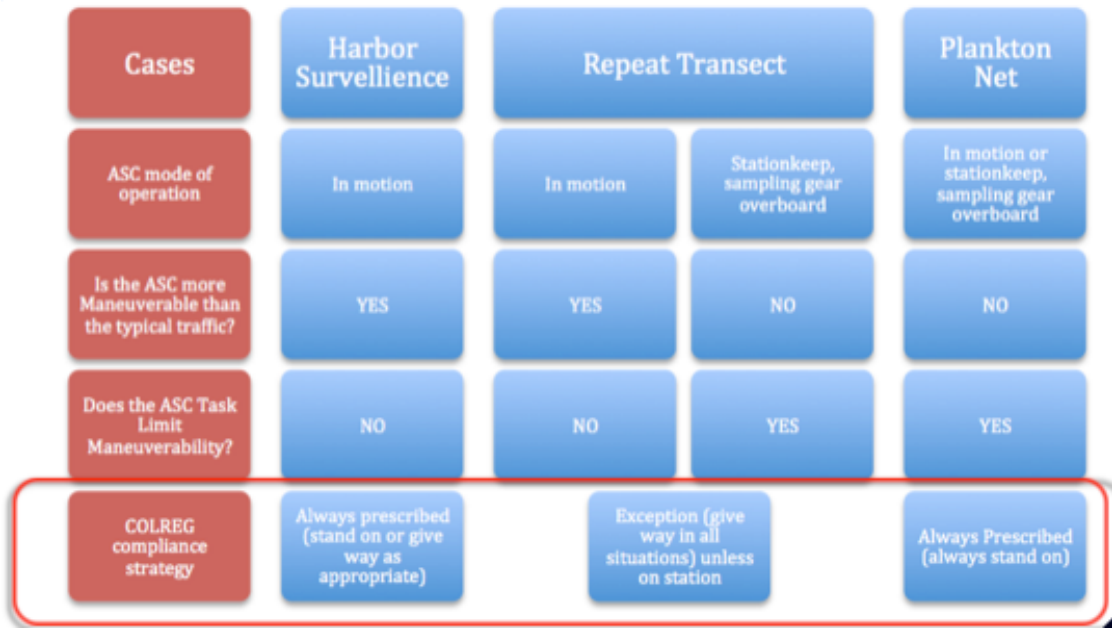 Cases
Harbor
Survellience
Repeat Transect
Plankton
Net
ASC mode of
operation
In motion
In motion
Stationkeep,
sampling gear
overboard
In motion or
stationkeep,
sampling gear
overboard
Is the ASC more
Maneuverable than
the typical traffic?
YES
YES
NO
NO
Does the ASC Task
Limit
Maneuverability?
NO
NO
YES
YES
COLREG
compliance
strategy
Always prescribed
(stand on or give
way as
appropriate)
Exception (give
way in all
situations) unless
on station
Always Prescribed
(always stand on)